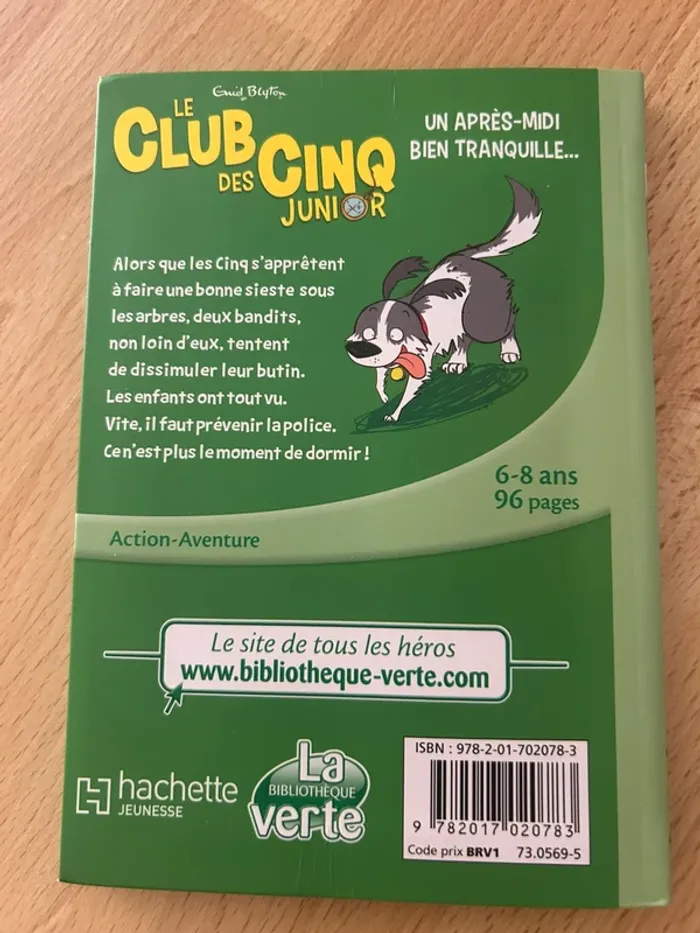 Enid Blyton
LE
CLUB
DES CINQ
JUNIOR
UN APRÈS-MIDI
BIEN TRANQUILLE...
Alors que les Cinq s'apprêtent
à faire une bonne sieste sous
les arbres, deux bandits,
non loin d'eux, tentent
de dissimuler leur butin.
Les enfants ont tout vu.
Vite, il faut prévenir la police.
Ce n'est plus le moment de dormir !
6-8 ans
96 pages
Action-Aventure
Le site de tous les héros
www.bibliotheque-verte.com
hachette
JEUNESSE
La
BIBLIOTHÈQUE
verte
ISBN : 978-2-01-702078-3
9 782017 020783
Code prix BRV1 73.0569-5